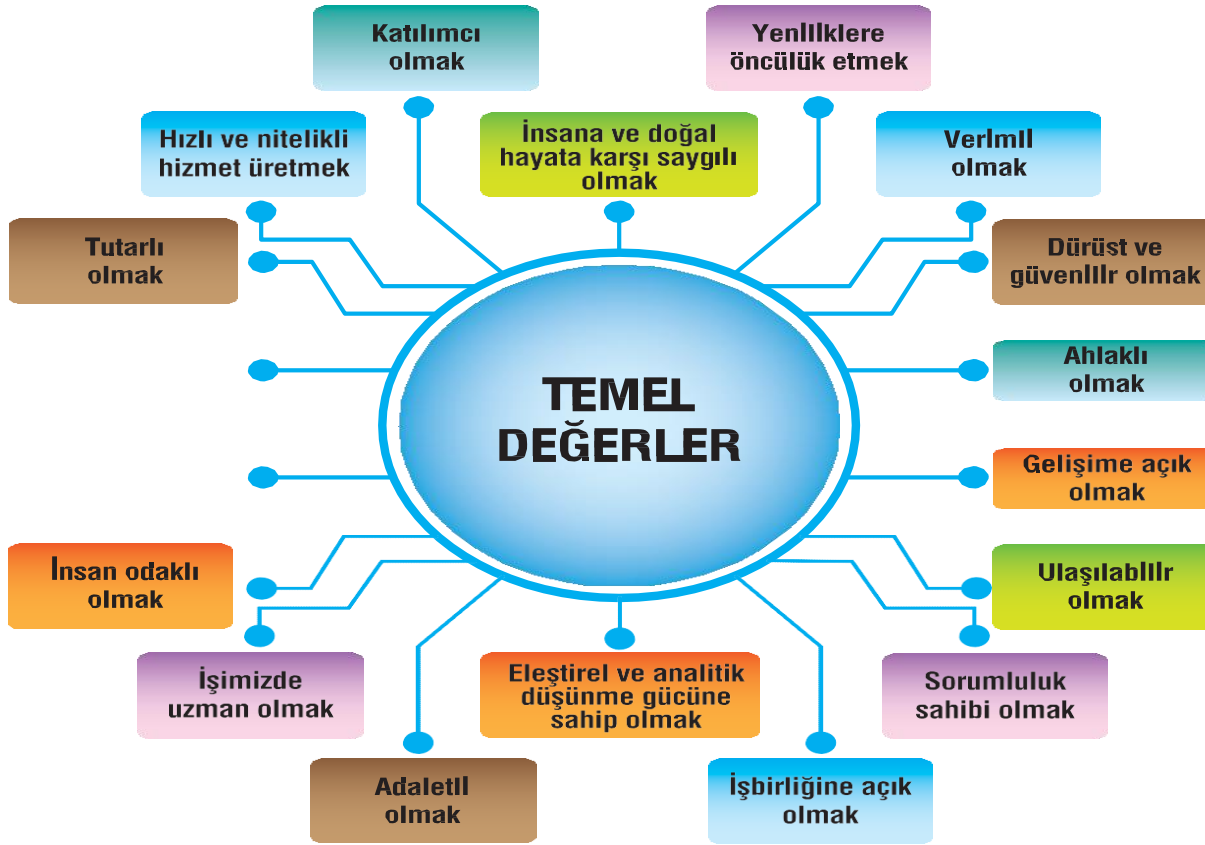 Katılımcı
olmak
Yenilllklere
öncülük etmek
Hızlı ve nitelikli
hizmet üretmek
İnsana ve doğal
hayata karşı saygılı
olmak
Verlmll
olmak
Tutarlı
olmak
Dürüst ve
güvenlllr olmak
Ahlaklı
olmak
TEMEL
DEĞERLER
Gelişime açık
olmak
İnsan odaklı
olmak
Ulaşılablllr
olmak
İşimizde
uzman olmak
Eleştirel ve analitik
düşünme gücüne
sahip olmak
Sorumluluk
sahibi olmak
Adaletll
olmak
İşbirliğine açık
olmak